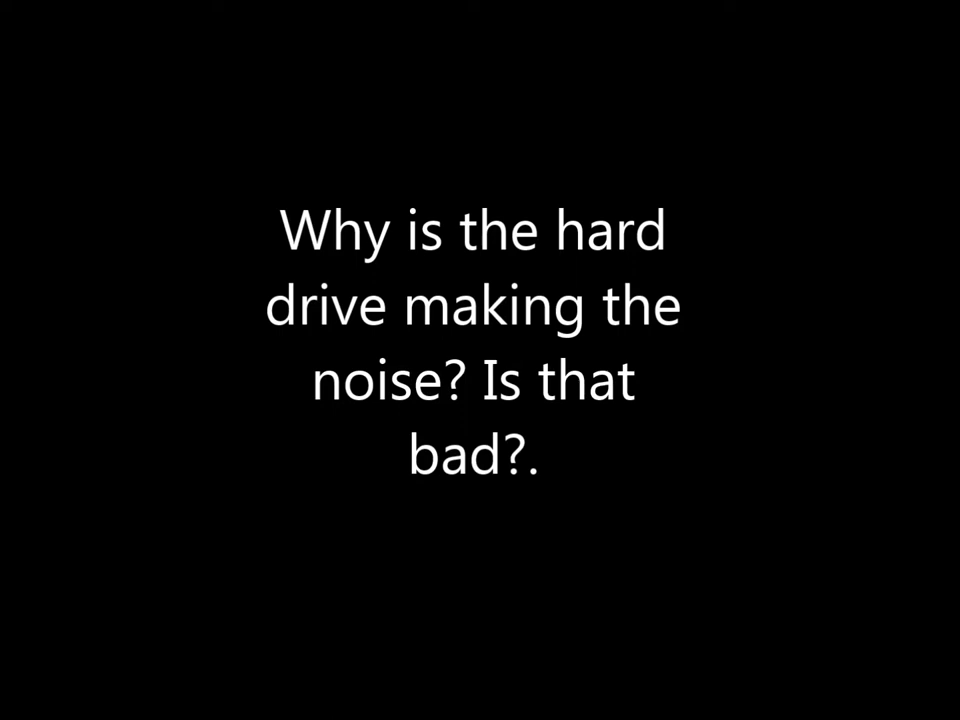 Why is the hard
drive making the
noise? Is that
bad?.